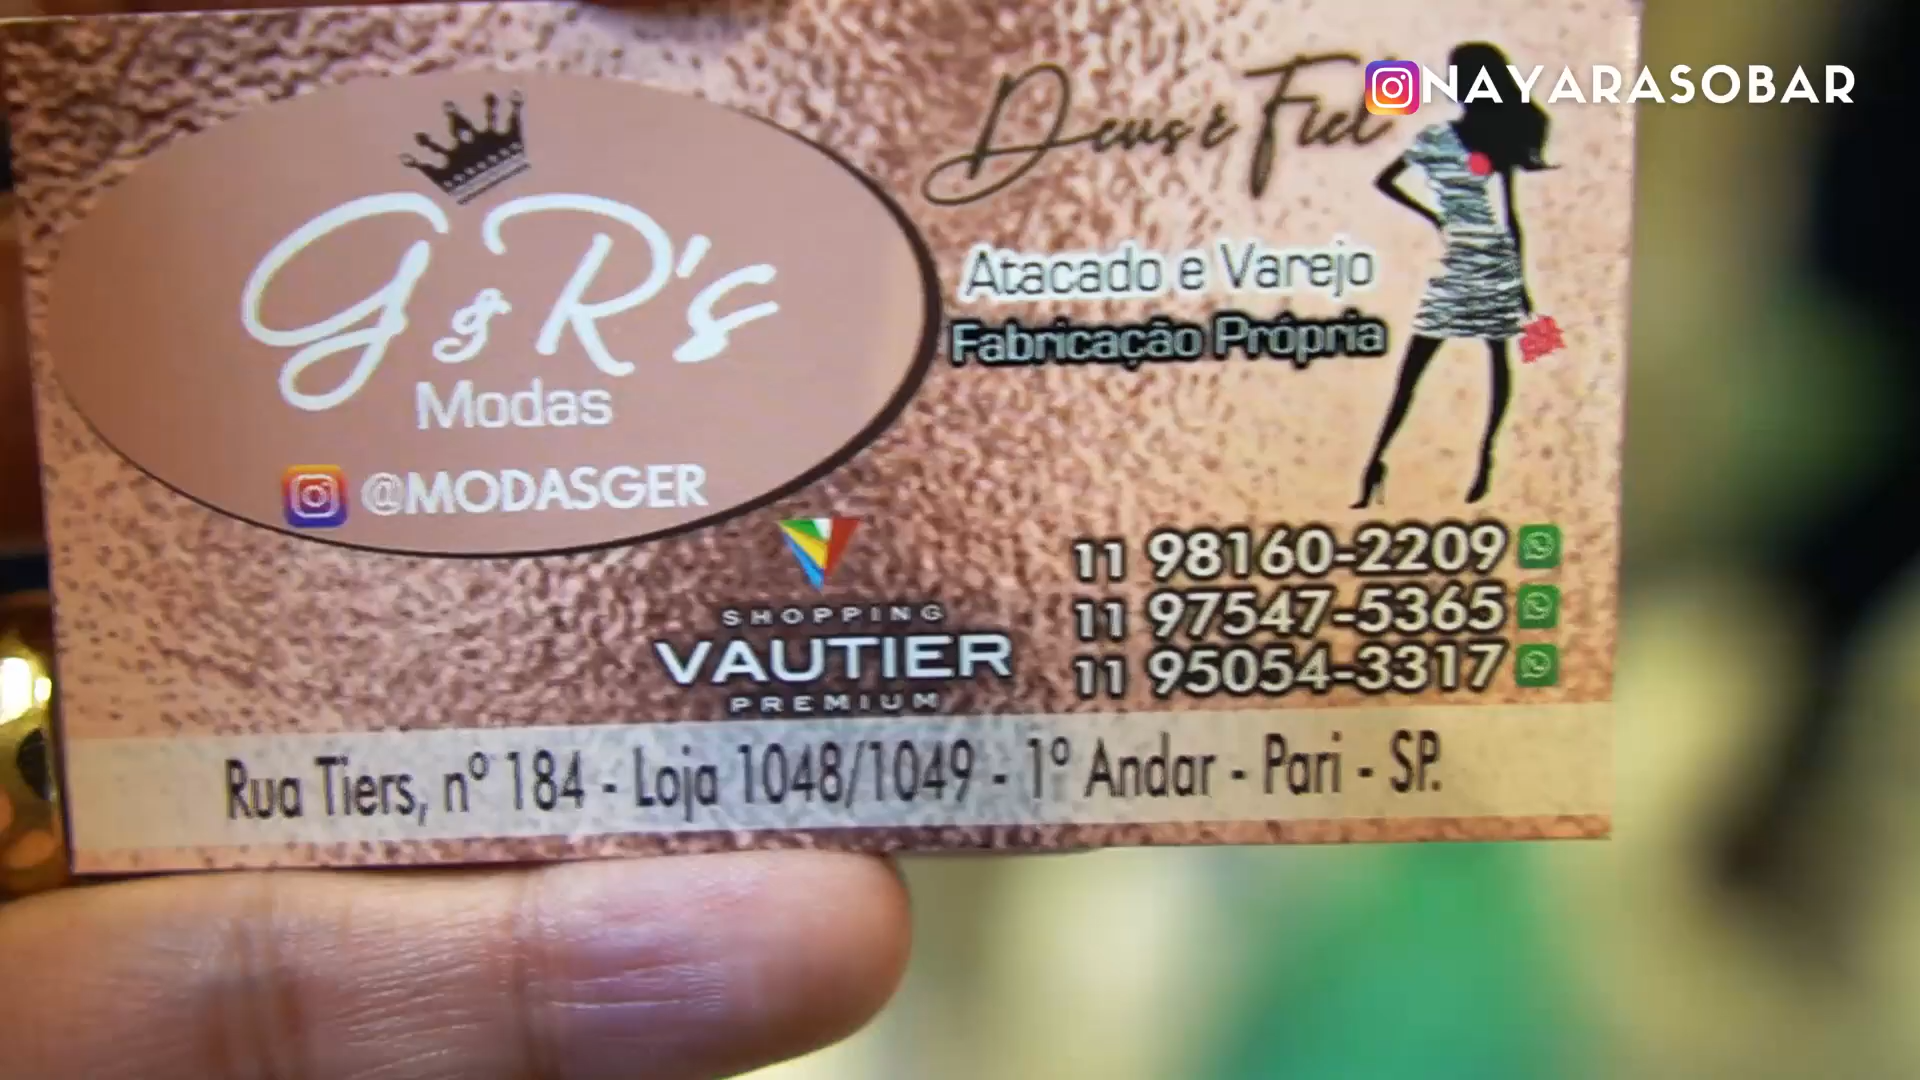 NAYARASOBAR
Deus é Fiel
G & R's
Modas
@MODASGER
Atacado e Varejo
Fabricação Própria
SHOPPING
VAUTIER
PREMIUM
11 98160-2209
11 97547-5365
11 95054-3317
Rua Tiers, nº 184 - Loja 1048/1049 - 1º Andar - Pari - SP.